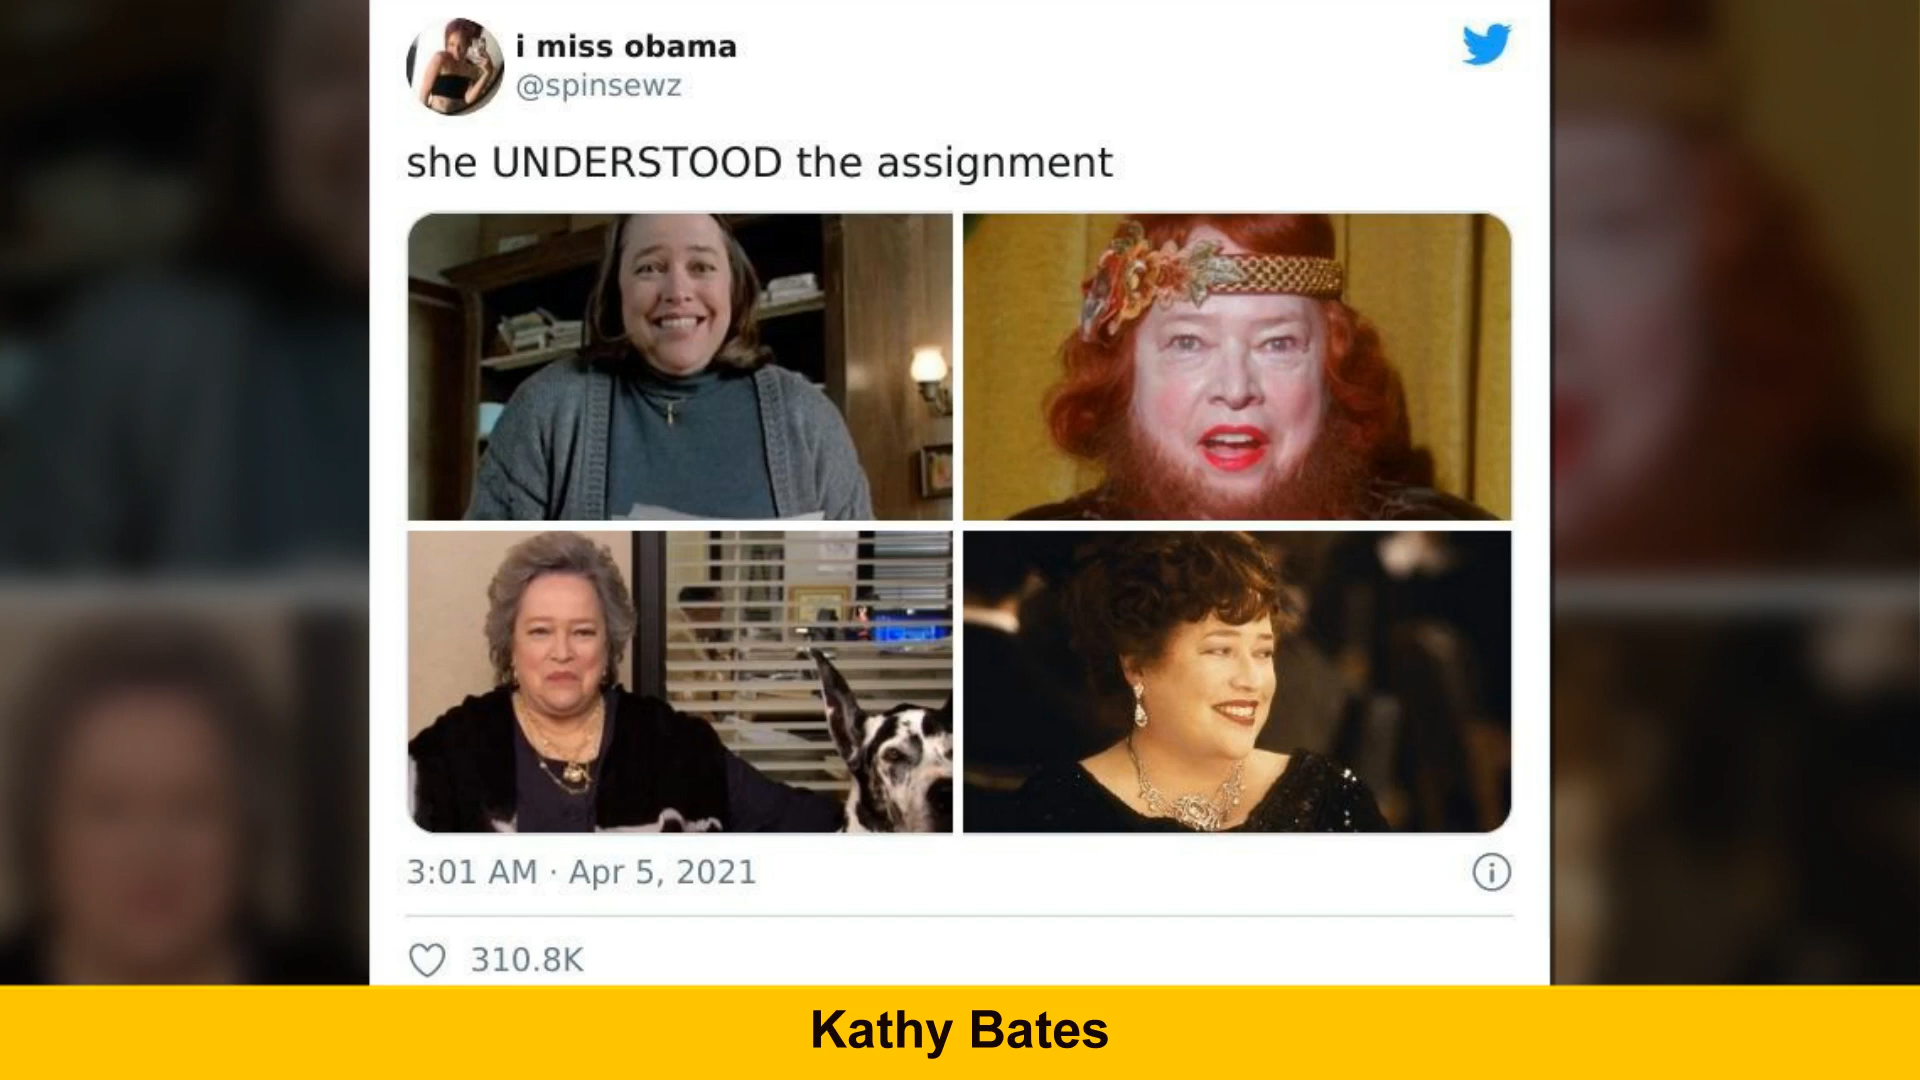 i miss obama
@spinsewz
she UNDERSTOOD the assignment
3:01 AM · Apr 5, 2021
310.8K
Kathy Bates